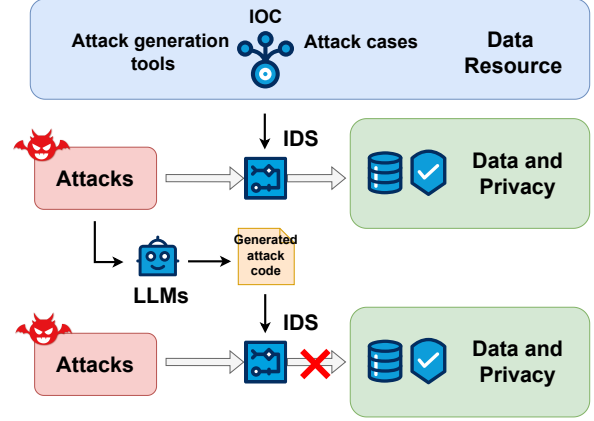 IOC
Attack generation
tools
Attack cases
Data
Resource
IDS
Attacks
Data and
Privacy
LLMs
Generated
attack
code
IDS
Attacks
Data and
Privacy